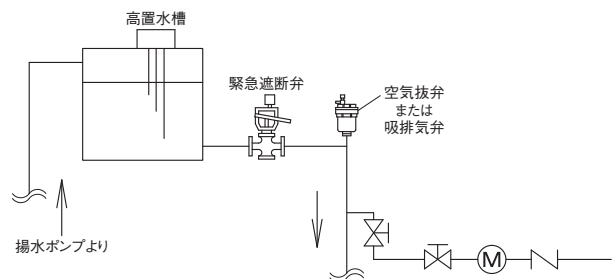 高置水槽
緊急遮断弁
空気抜弁
または
吸排気弁
揚水ポンプより
M